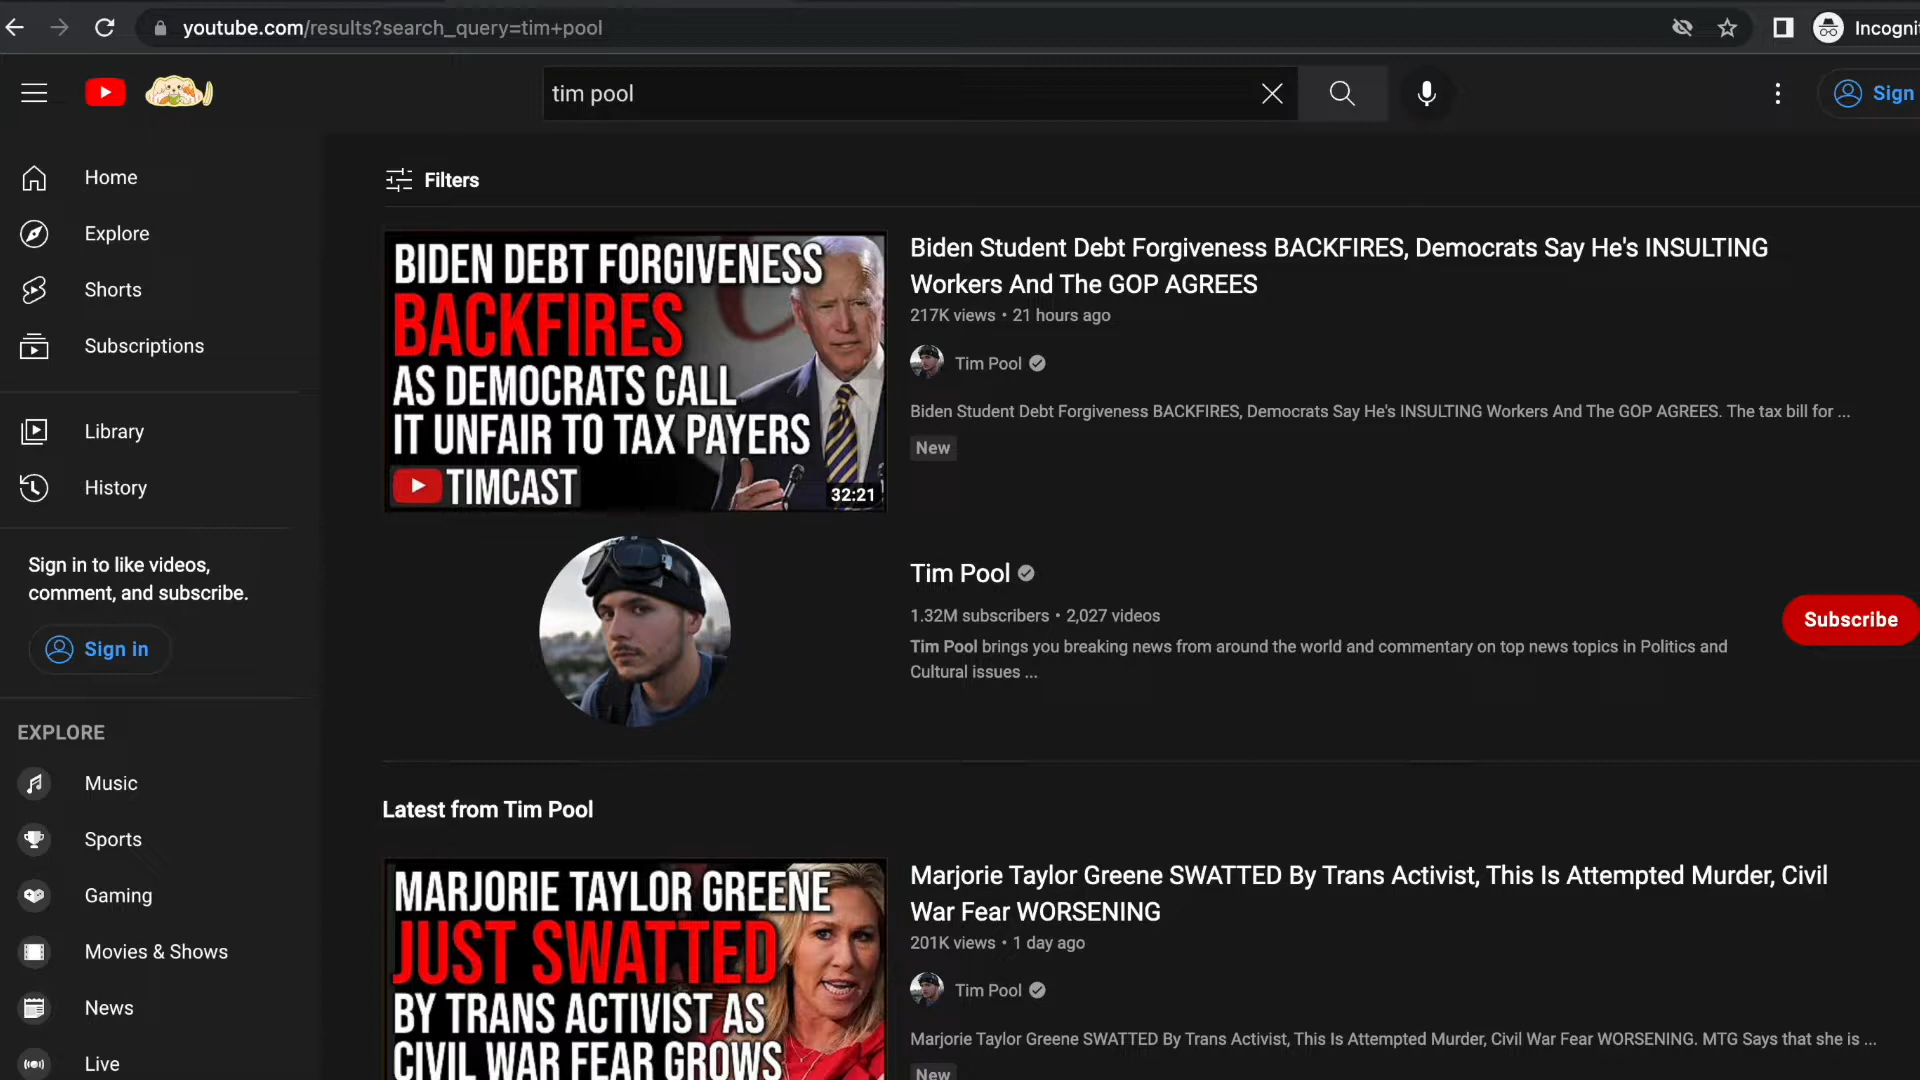 youtube.com/results?search_query=tim+pool
tim pool
Sign
Home
Explore
Shorts
Subscriptions
Library
History
Sign in to like videos,
comment, and subscribe.
Sign in
EXPLORE
Music
Sports
Gaming
Movies & Shows
News
Live
Filters
BIDEN DEBT FORGIVENESS
BACKFIRES
AS DEMOCRATS CALL
IT UNFAIR TO TAX PAYERS
TIMCAST
32:21
Biden Student Debt Forgiveness BACKFIRES, Democrats Say He's INSULTING
Workers And The GOP AGREES
217K views • 21 hours ago
Tim Pool
Biden Student Debt Forgiveness BACKFIRES, Democrats Say He's INSULTING Workers And The GOP AGREES. The tax bill for ...
New
Tim Pool
1.32M subscribers • 2,027 videos
Tim Pool brings you breaking news from around the world and commentary on top news topics in Politics and
Cultural issues ...
Subscribe
Latest from Tim Pool
MARJORIE TAYLOR GREENE
JUST SWATTED
BY TRANS ACTIVIST AS
CIVIL WAR FEAR GROWS
Marjorie Taylor Greene SWATTED By Trans Activist, This Is Attempted Murder, Civil
War Fear WORSENING
201K views • 1 day ago
Tim Pool
Marjorie Taylor Greene SWATTED By Trans Activist, This Is Attempted Murder, Civil War Fear WORSENING. MTG Says that she is ...
New